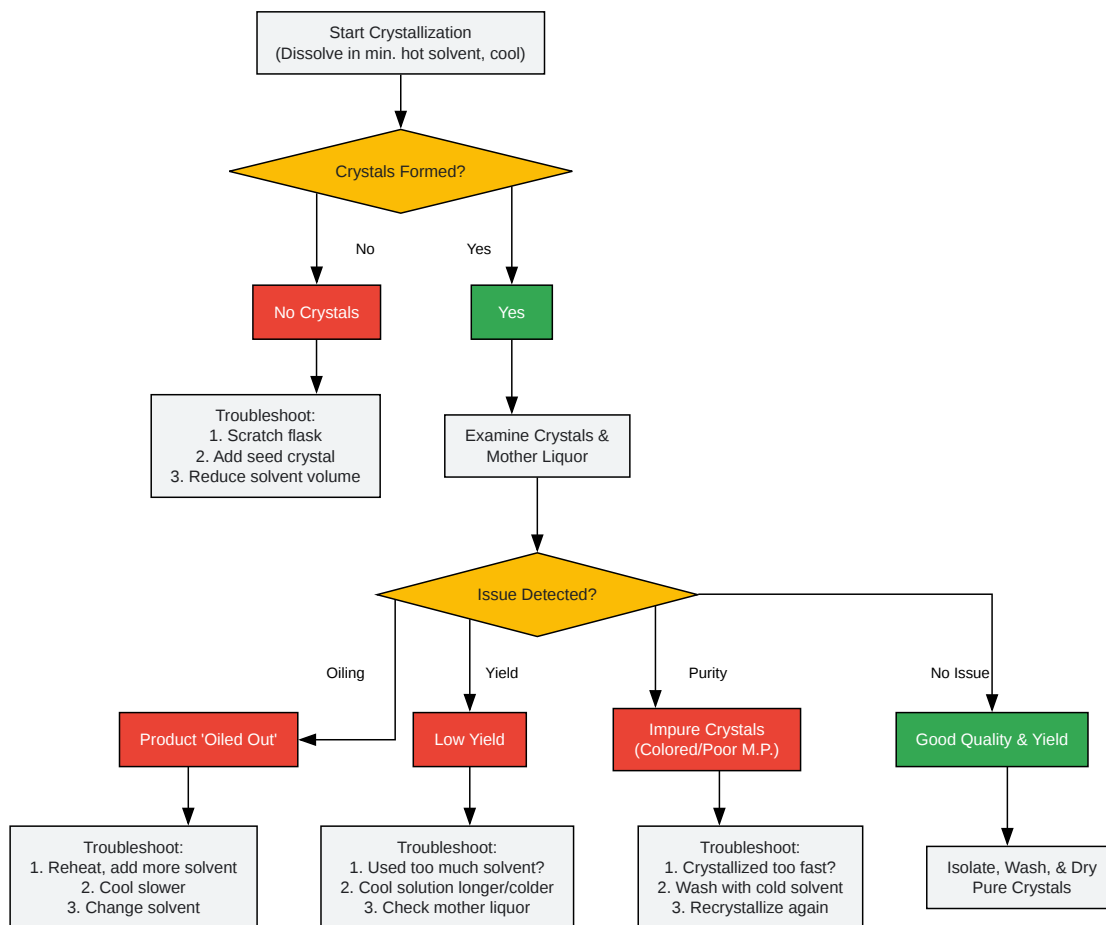 Start Crystallization
(Dissolve in min. hot solvent, cool)
Crystals Formed?
No
Yes
No Crystals
Yes
Troubleshoot:
1. Scratch flask
2. Add seed crystal
3. Reduce solvent volume
Examine Crystals &
Mother Liquor
Issue Detected?
Oiling
Yield
Purity
No Issue
Product 'Oiled Out'
Low Yield
Impure Crystals
(Colored/Poor M.P.)
Good Quality & Yield
Troubleshoot:
1. Reheat, add more solvent
2. Cool slower
3. Change solvent
Troubleshoot:
1. Used too much solvent?
2. Cool solution longer/colder
3. Check mother liquor
Troubleshoot:
1. Crystallized too fast?
2. Wash with cold solvent
3. Recrystallize again
Isolate, Wash, & Dry
Pure Crystals